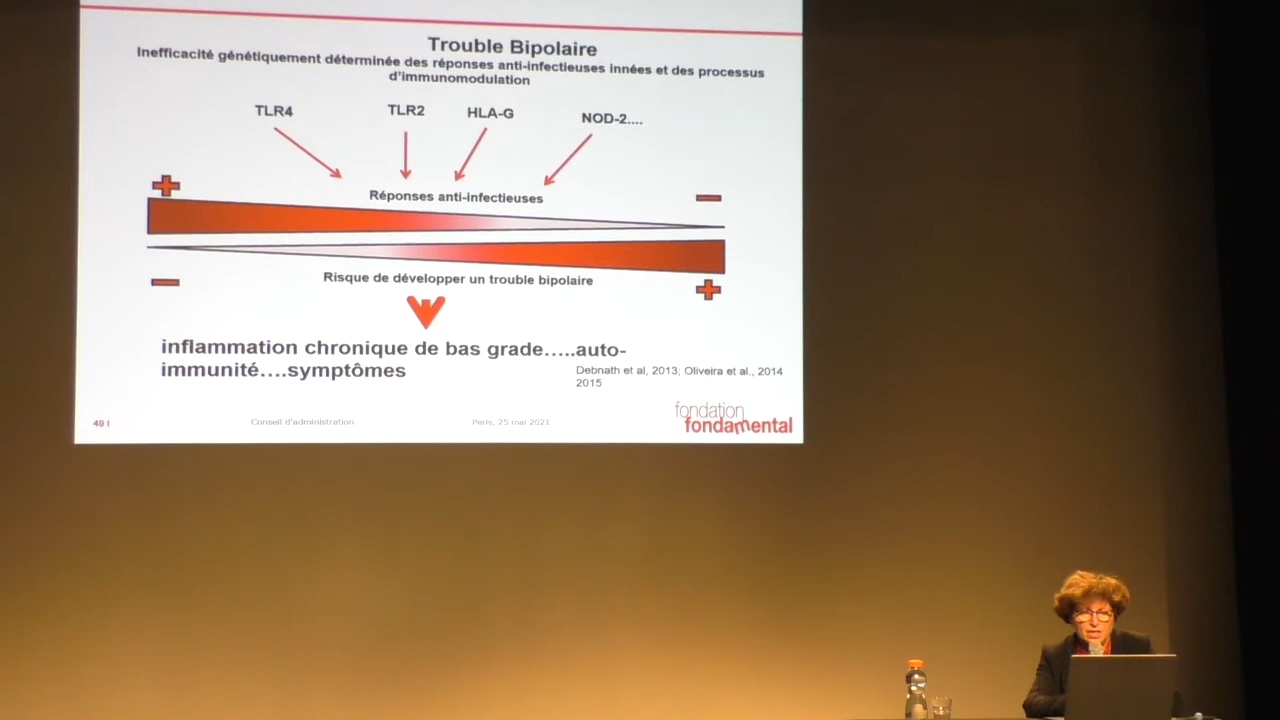 Trouble Bipolaire
Inefficacité génétiquement déterminée des réponses anti-infectieuses innées et des processus
d'immunomodulation
TLR4 TLR2 HLA-G NOD-2....
Réponses anti-infectieuses
Risque de développer un trouble bipolaire
inflammation chronique de bas grade.....auto-
immunité....symptômes
Debnath et al, 2013; Oliveira et al., 2014
2015
49 I Conseil d'administration Paris, 25 mai 2021
fondation
fondamental